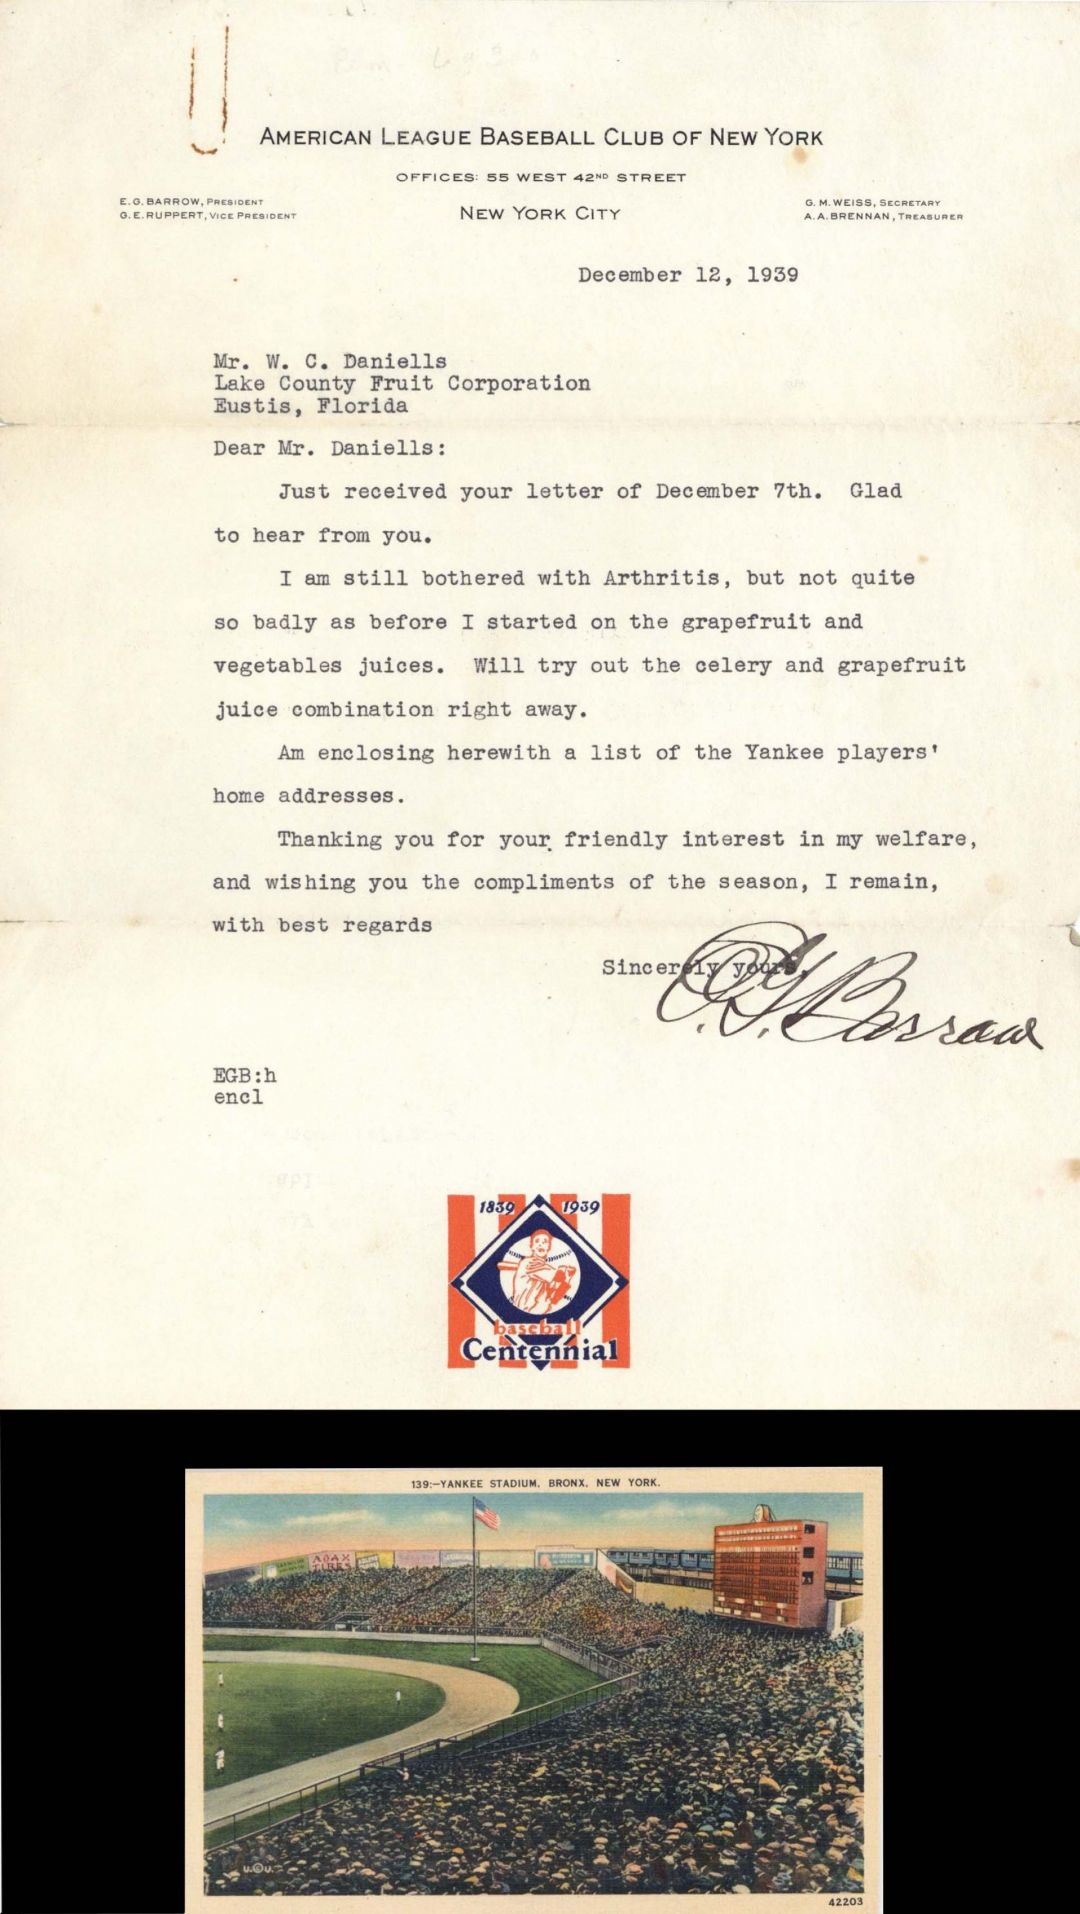 AMERICAN LEAGUE BASEBALL CLUB OF NEW YORK
OFFICES: 55 WEST 42ND STREET
E.G. BARROW, PRESIDENT
G.E. RUPPERT, VICE PRESIDENT
NEW YORK CITY
G.M. WEISS, SECRETARY
A.A. BRENNAN, TREASURER
December 12, 1939
Mr. W. C. Daniells
Lake County Fruit Corporation
Eustis, Florida
Dear Mr. Daniells:
Just received your letter of December 7th. Glad
to hear from you.
I am still bothered with Arthritis, but not quite
so badly as before I started on the grapefruit and
vegetables juices. Will try out the celery and grapefruit
juice combination right away.
Am enclosing herewith a list of the Yankee players'
home addresses.
Thanking you for your friendly interest in my welfare,
and wishing you the compliments of the season, I remain,
with best regards
Sincerely yours,
E.G. Barrow
EGB:h
encl
1839 1939
baseball
Centennial
139:—YANKEE STADIUM, BRONX, NEW YORK.
ADAX
TIRES
U.©U.
42203